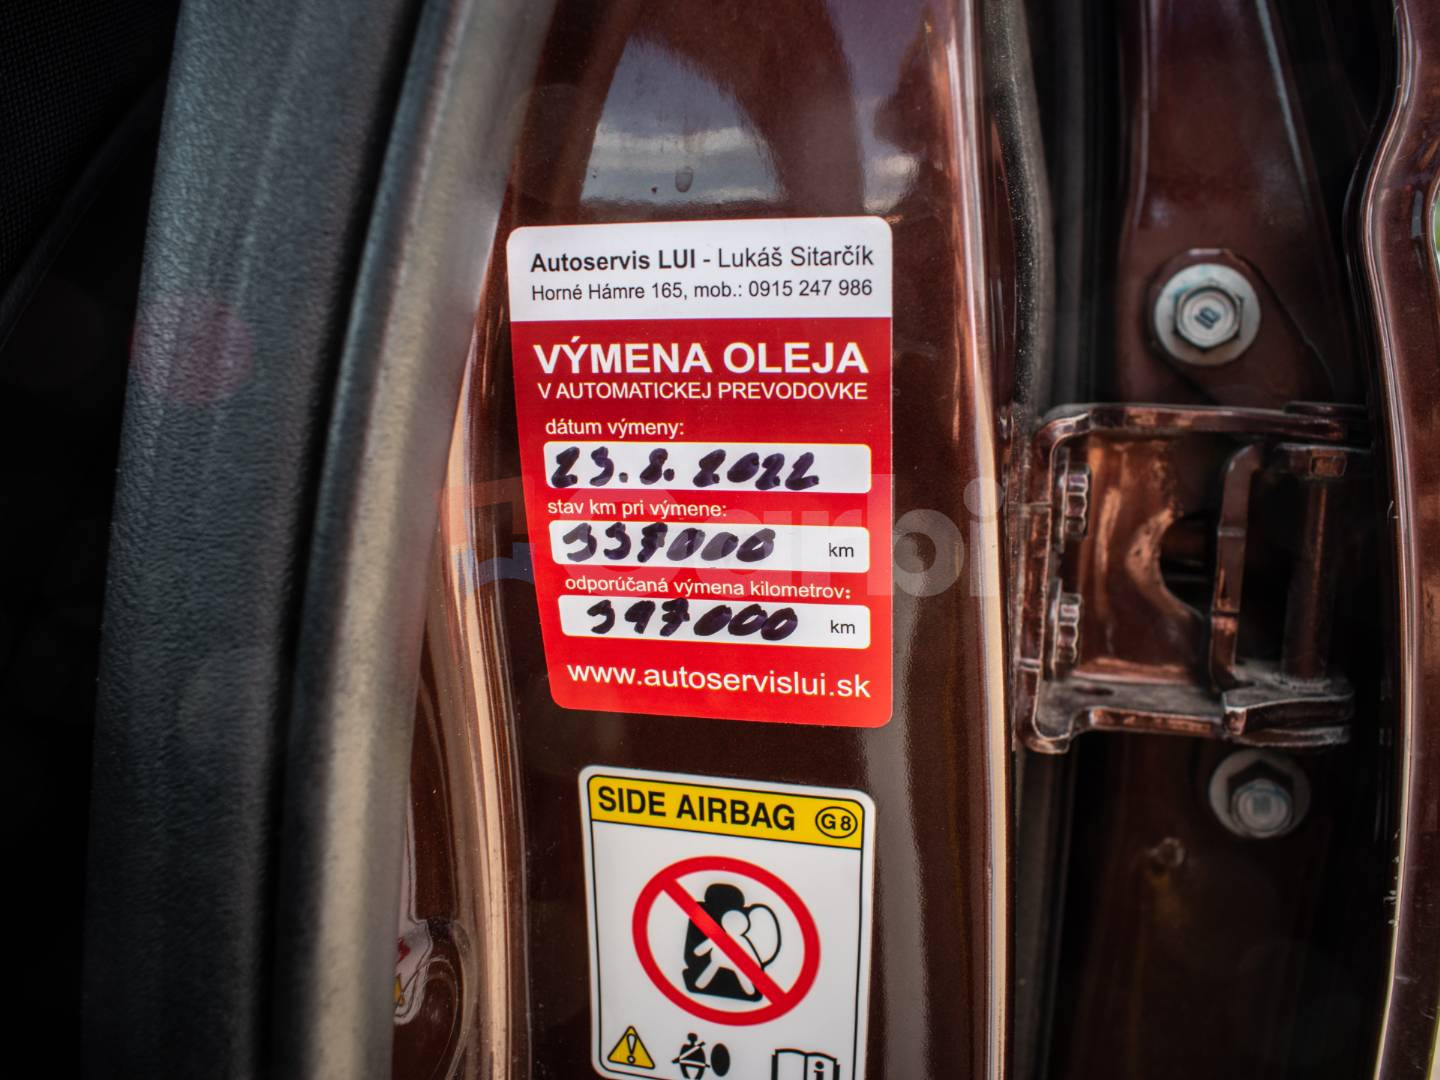 Autoservis LUI - Lukáš Sitarčík
Horné Hámre 165, mob.: 0915 247 986
VÝMENA OLEJA
V AUTOMATICKEJ PREVODOVKE
dátum výmeny:
23.8.2022
stav km pri výmene:
337000 km
odporúčaná výmena kilometrov:
397000 km
www.autoservislui.sk
SIDE AIRBAG G8